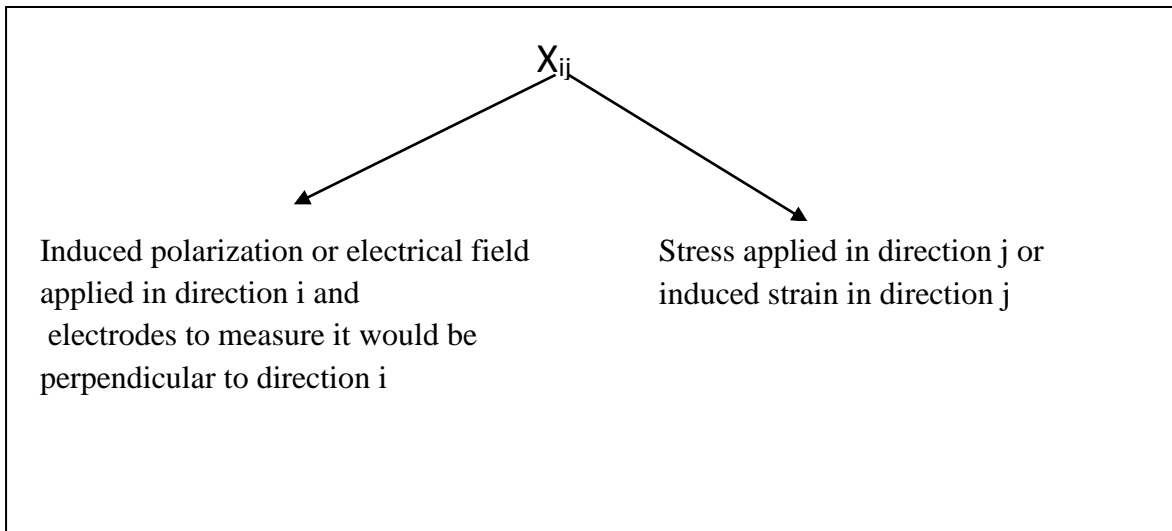 X_ij
Induced polarization or electrical field
applied in direction i and
electrodes to measure it would be
perpendicular to direction i
Stress applied in direction j or
induced strain in direction j